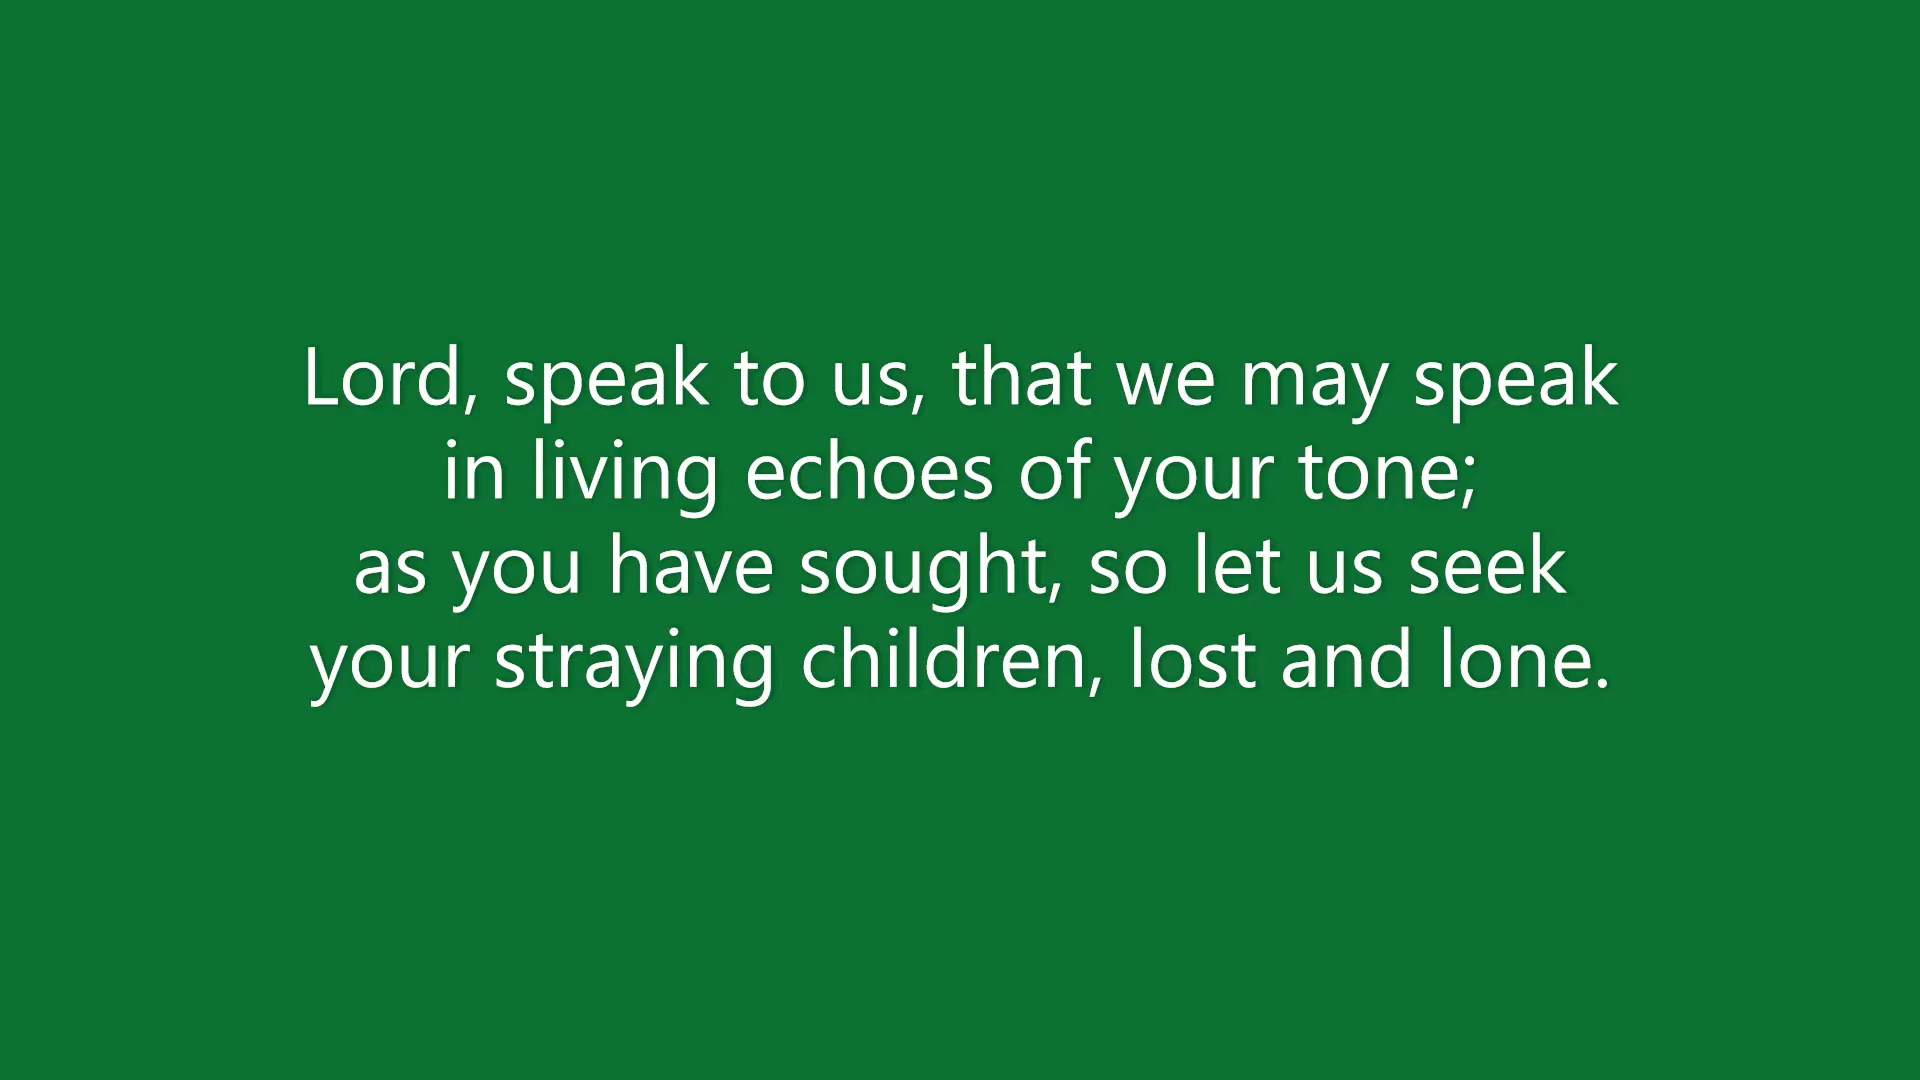 Lord, speak to us, that we may speak
in living echoes of your tone;
as you have sought, so let us seek
your straying children, lost and lone.